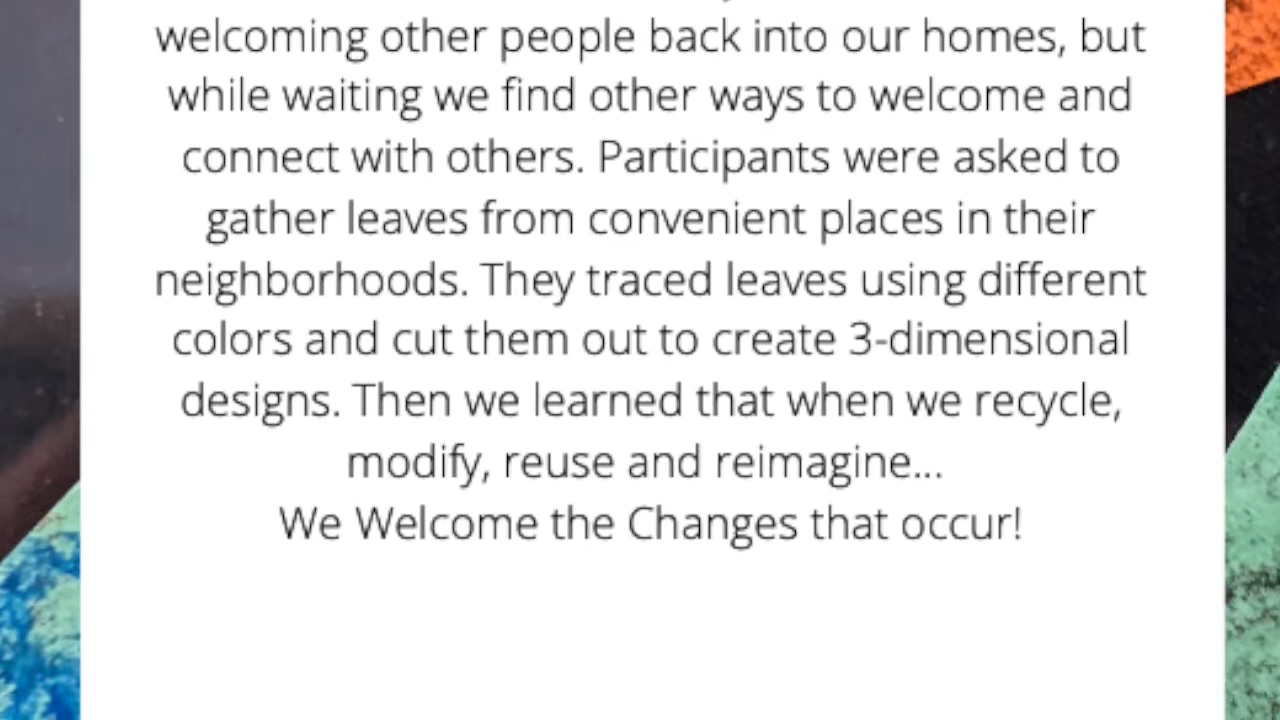 welcoming other people back into our homes, but
while waiting we find other ways to welcome and
connect with others. Participants were asked to
gather leaves from convenient places in their
neighborhoods. They traced leaves using different
colors and cut them out to create 3-dimensional
designs. Then we learned that when we recycle,
modify, reuse and reimagine...
We Welcome the Changes that occur!